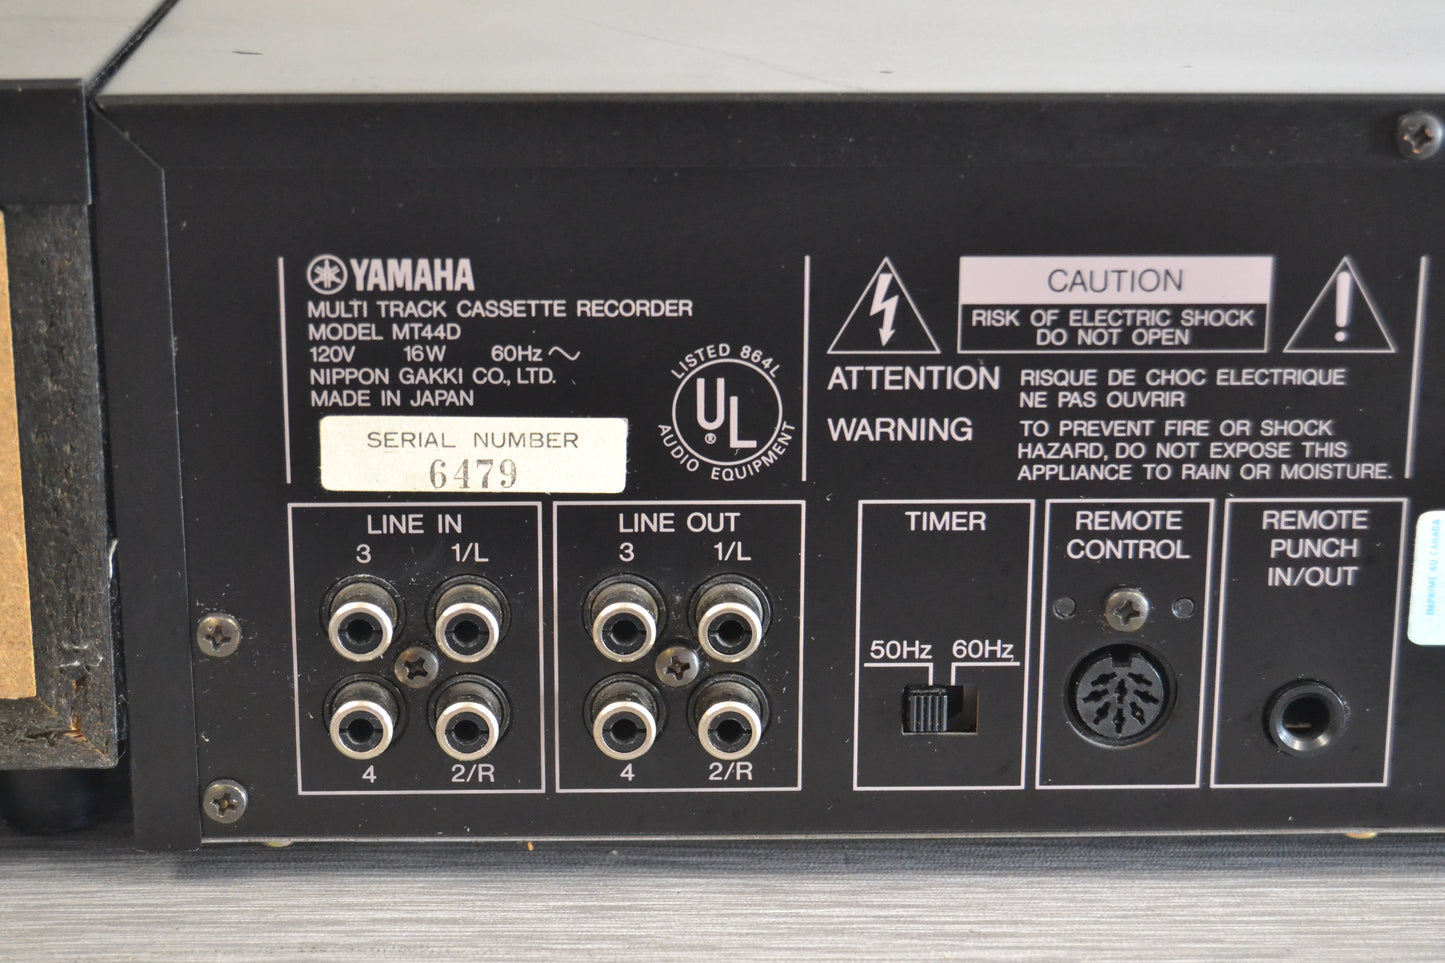 YAMAHA
MULTI TRACK CASSETTE RECORDER
MODEL MT44D
120V 16W 60Hz
NIPPON GAKKI CO., LTD.
MADE IN JAPAN
SERIAL NUMBER
6479
LISTED 864L
UL
®
AUDIO EQUIPMENT
CAUTION
RISK OF ELECTRIC SHOCK
DO NOT OPEN
ATTENTION RISQUE DE CHOC ELECTRIQUE
NE PAS OUVRIR
WARNING TO PREVENT FIRE OR SHOCK
HAZARD, DO NOT EXPOSE THIS
APPLIANCE TO RAIN OR MOISTURE.
LINE IN
3 1/L
4 2/R
LINE OUT
3 1/L
4 2/R
TIMER
50Hz 60Hz
REMOTE
CONTROL
REMOTE
PUNCH
IN/OUT
IMPRIME AU CANADA